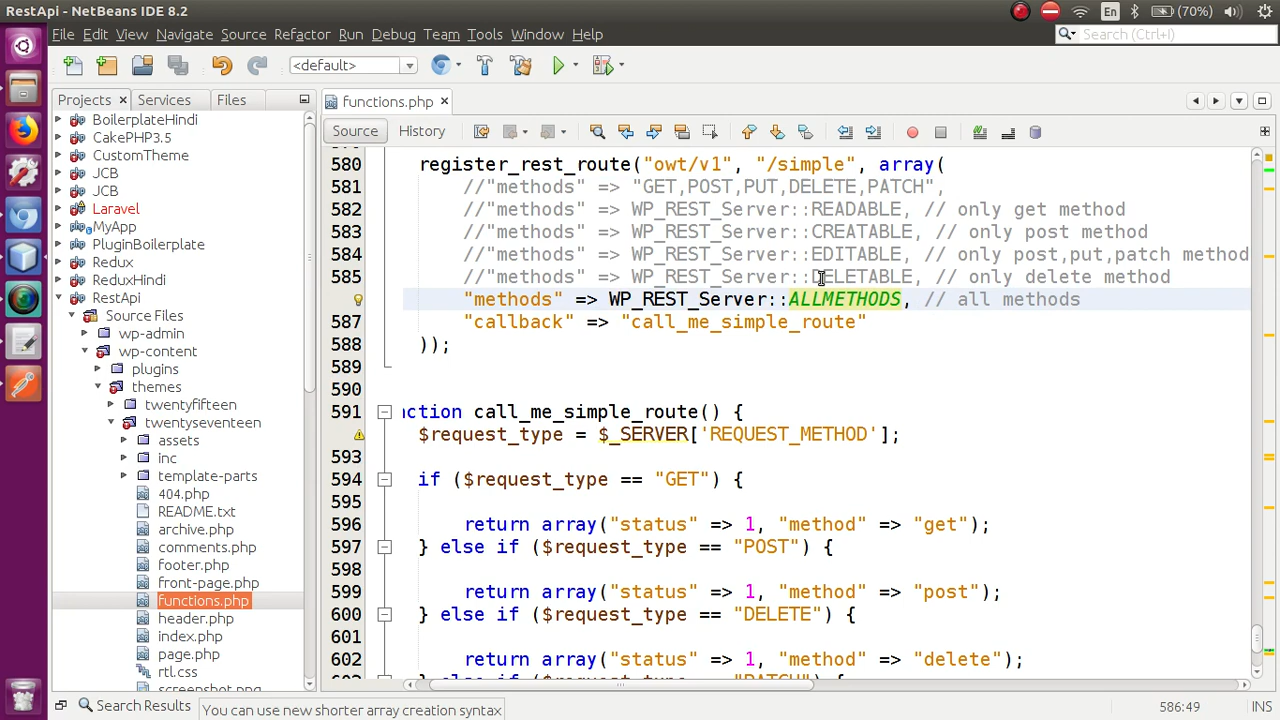 RestApi - NetBeans IDE 8.2
En
(70%)
File Edit View Navigate Source Refactor Run Debug Team Tools Window Help
Search (Ctrl+I)
<default>
Projects Services Files
functions.php
Source History
BoilerplateHindi
CakePHP3.5
CustomTheme
JCB
JCB
Laravel
MyApp
PluginBoilerplate
Redux
ReduxHindi
RestApi
Source Files
wp-admin
wp-content
plugins
themes
twentyfifteen
twentyseventeen
assets
inc
template-parts
404.php
README.txt
archive.php
comments.php
footer.php
front-page.php
functions.php
header.php
index.php
page.php
rtl.css
screenshot.png
580 register_rest_route("owt/v1", "/simple", array(
581 //"methods" => "GET,POST,PUT,DELETE,PATCH",
582 //"methods" => WP_REST_Server::READABLE, // only get method
583 //"methods" => WP_REST_Server::CREATABLE, // only post method
584 //"methods" => WP_REST_Server::EDITABLE, // only post,put,patch method
585 //"methods" => WP_REST_Server::DELETABLE, // only delete method
"methods" => WP_REST_Server::ALLMETHODS, // all methods
587 "callback" => "call_me_simple_route"
588 ));
589
590
591 nction call_me_simple_route() {
$request_type = $_SERVER['REQUEST_METHOD'];
593
594 if ($request_type == "GET") {
595
596 return array("status" => 1, "method" => "get");
597 } else if ($request_type == "POST") {
598
599 return array("status" => 1, "method" => "post");
600 } else if ($request_type == "DELETE") {
601
602 return array("status" => 1, "method" => "delete");
Search Results
You can use new shorter array creation syntax
586:49
INS